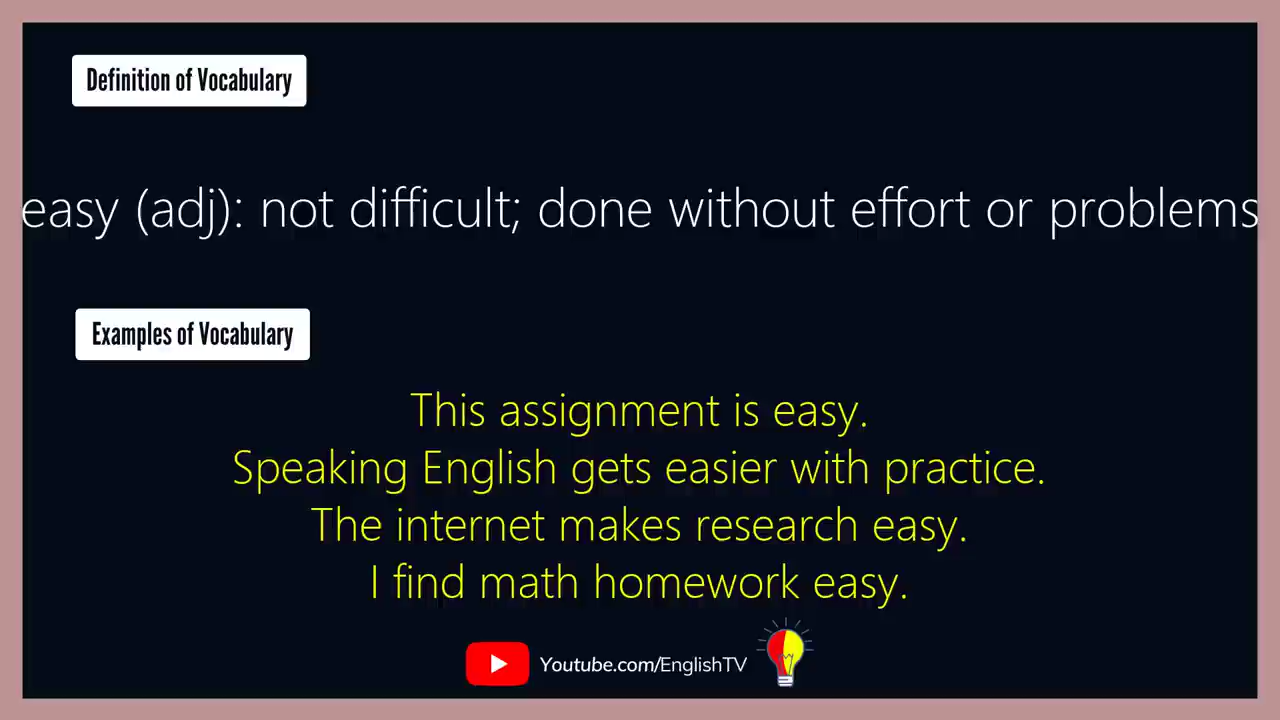 Definition of Vocabulary
easy (adj): not difficult; done without effort or problems
Examples of Vocabulary
This assignment is easy.
Speaking English gets easier with practice.
The internet makes research easy.
I find math homework easy.
Youtube.com/EnglishTV